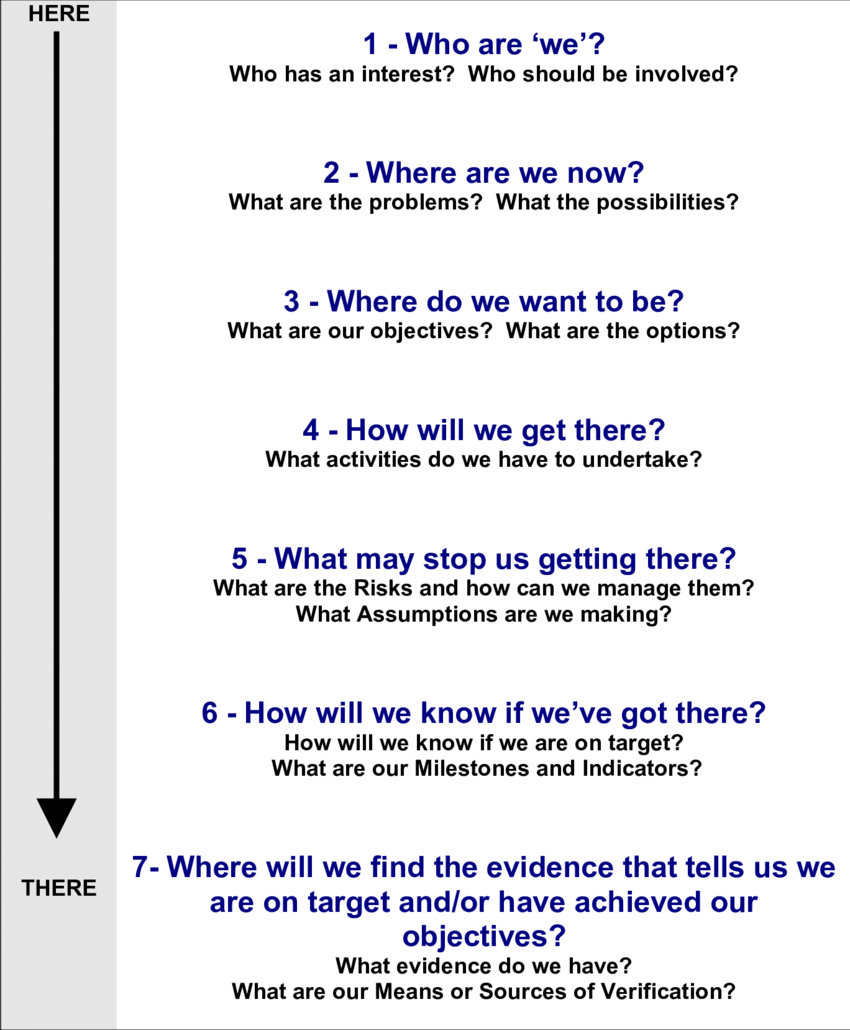 HERE
1 - Who are ‘we’?
Who has an interest?  Who should be involved?
2 - Where are we now?
What are the problems?  What the possibilities?
3 - Where do we want to be?
What are our objectives?  What are the options?
4 - How will we get there?
What activities do we have to undertake?
5 - What may stop us getting there?
What are the Risks and how can we manage them?
What Assumptions are we making?
6 - How will we know if we’ve got there?
How will we know if we are on target?
What are our Milestones and Indicators?
THERE
7- Where will we find the evidence that tells us we
are on target and/or have achieved our
objectives?
What evidence do we have?
What are our Means or Sources of Verification?